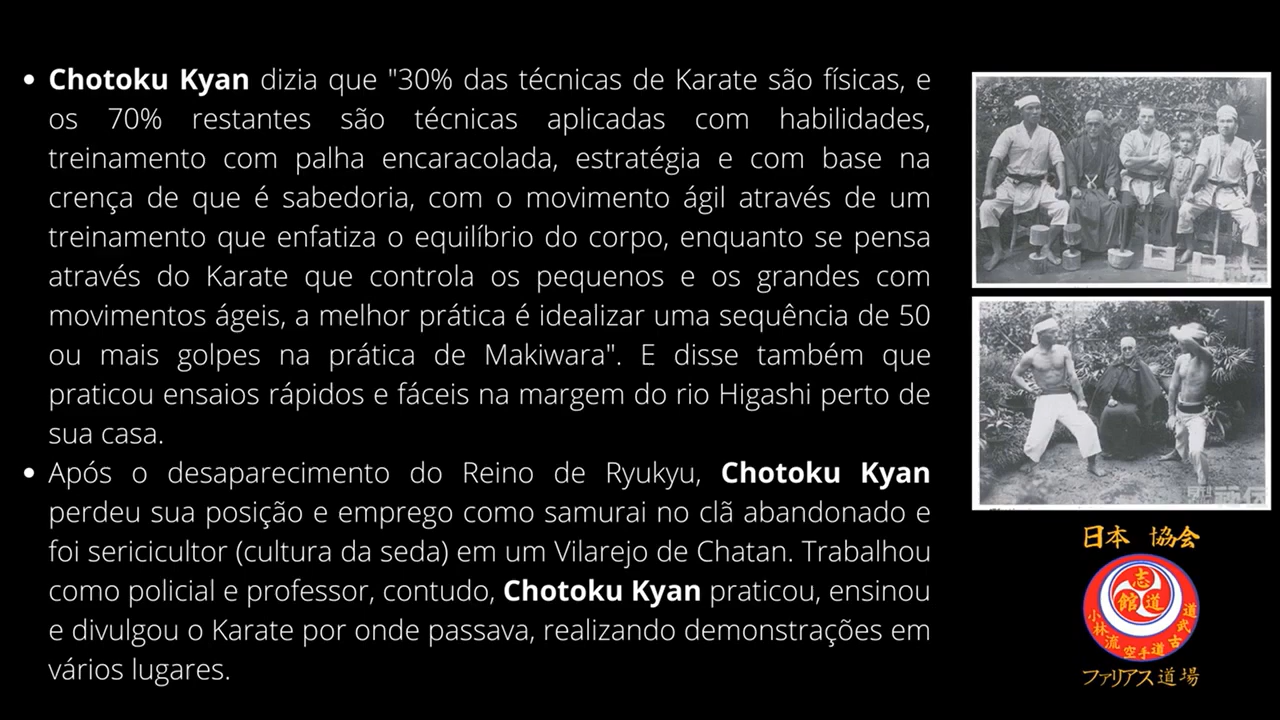 • Chotoku Kyan dizia que "30% das técnicas de Karate são físicas, e
os 70% restantes são técnicas aplicadas com habilidades,
treinamento com palha encaracolada, estratégia e com base na
crença de que é sabedoria, com o movimento ágil através de um
treinamento que enfatiza o equilíbrio do corpo, enquanto se pensa
através do Karate que controla os pequenos e os grandes com
movimentos ágeis, a melhor prática é idealizar uma sequência de 50
ou mais golpes na prática de Makiwara". E disse também que
praticou ensaios rápidos e fáceis na margem do rio Higashi perto de
sua casa.
• Após o desaparecimento do Reino de Ryukyu, Chotoku Kyan
perdeu sua posição e emprego como samurai no clã abandonado e
foi sericicultor (cultura da seda) em um Vilarejo de Chatan. Trabalhou
como policial e professor, contudo, Chotoku Kyan praticou, ensinou
e divulgou o Karate por onde passava, realizando demonstrações em
vários lugares.
日本 協会
志
館道
小林流空手道古武道
ファリアス道場